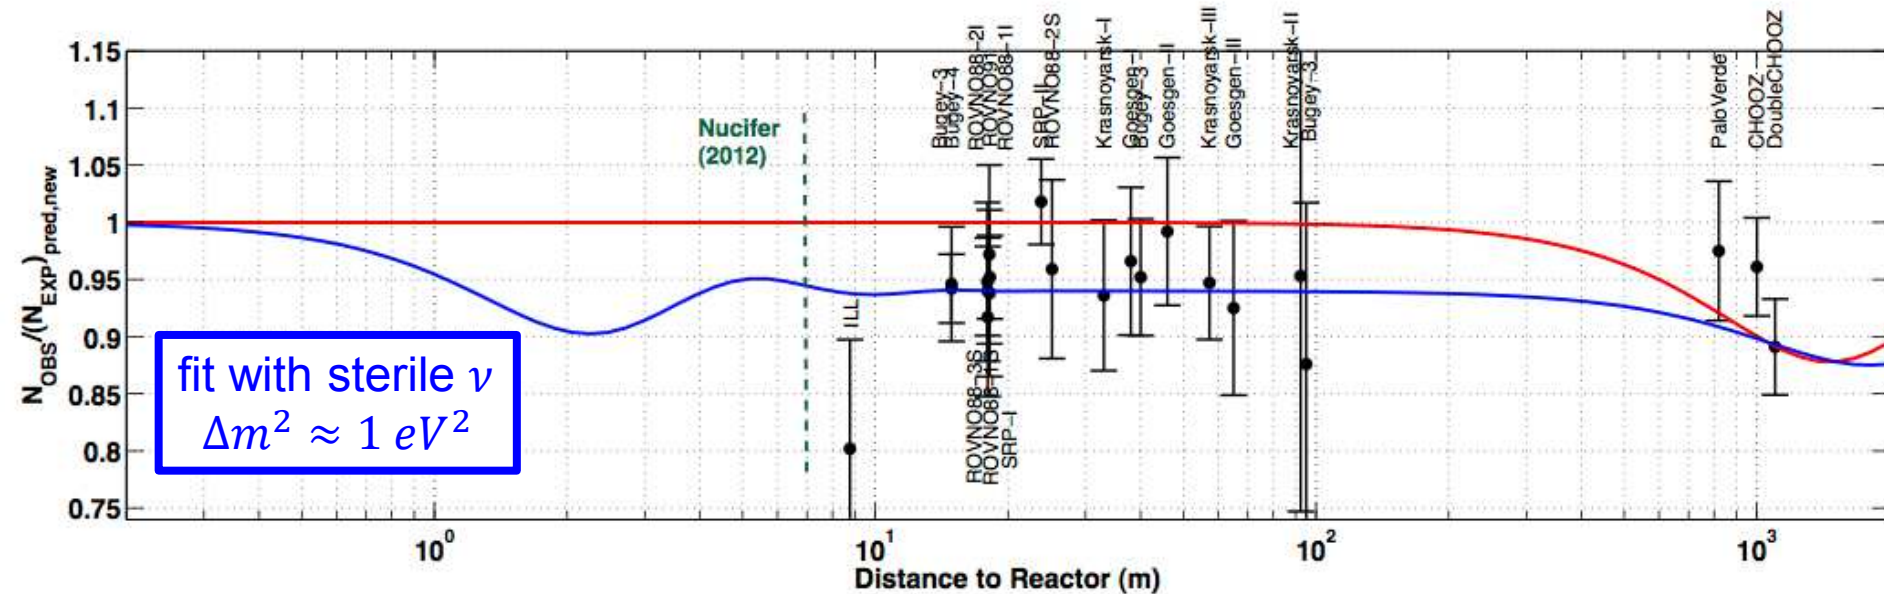 Bugey-3
Bugey-4
ROVNO88-2I
ROVNO91
ROVNO88-1I
SRP-II
ROVNO88-2S
Krasnoyarsk-I
Goesgen-I
Bugey-3
Goesgen-II
Krasnoyarsk-III
Goesgen-III
Krasnoyarsk-II
Bugey-3
PaloVerde
CHOOZ
DoubleCHOOZ
1.15
1.1
1.05
1
0.95
0.9
0.85
0.8
0.75
N_OBS/(N_EXP)_pred,new
Nucifer
(2012)
ILL
fit with sterile ν
Δm² ≈ 1 eV²
ROVNO88-3S
SRP-I
10⁰
10¹
10²
10³
Distance to Reactor (m)